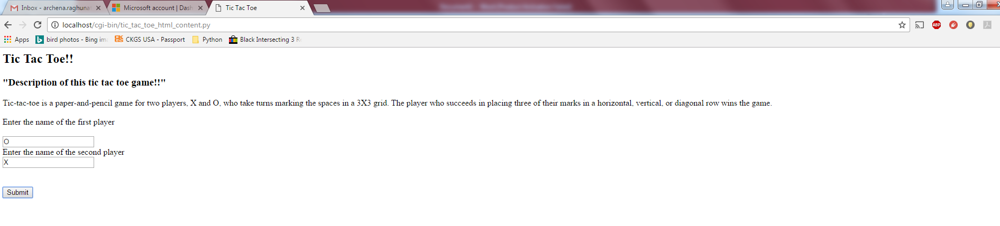 Inbox - archena.raghuna
Microsoft account | Dash
Tic Tac Toe
localhost/cgi-bin/tic_tac_toe_html_content.py
ABP
Apps
bird photos - Bing im
CKGS USA - Passport
Python
Black Intersecting 3 R
Tic Tac Toe!!
"Description of this tic tac toe game!!"
Tic-tac-toe is a paper-and-pencil game for two players, X and O, who take turns marking the spaces in a 3X3 grid. The player who succeeds in placing three of their marks in a horizontal, vertical, or diagonal row wins the game.
Enter the name of the first player
O
Enter the name of the second player
X
Submit